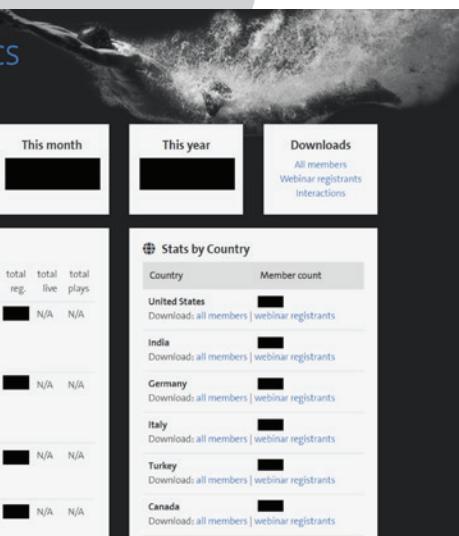 cs
This month
This year
Downloads
All members
Webinar registrants
Interactions
total total total
reg. live plays
N/A N/A
N/A N/A
N/A N/A
N/A N/A
Stats by Country
Country Member count
United States
Download: all members | webinar registrants
India
Download: all members | webinar registrants
Germany
Download: all members | webinar registrants
Italy
Download: all members | webinar registrants
Turkey
Download: all members | webinar registrants
Canada
Download: all members | webinar registrants